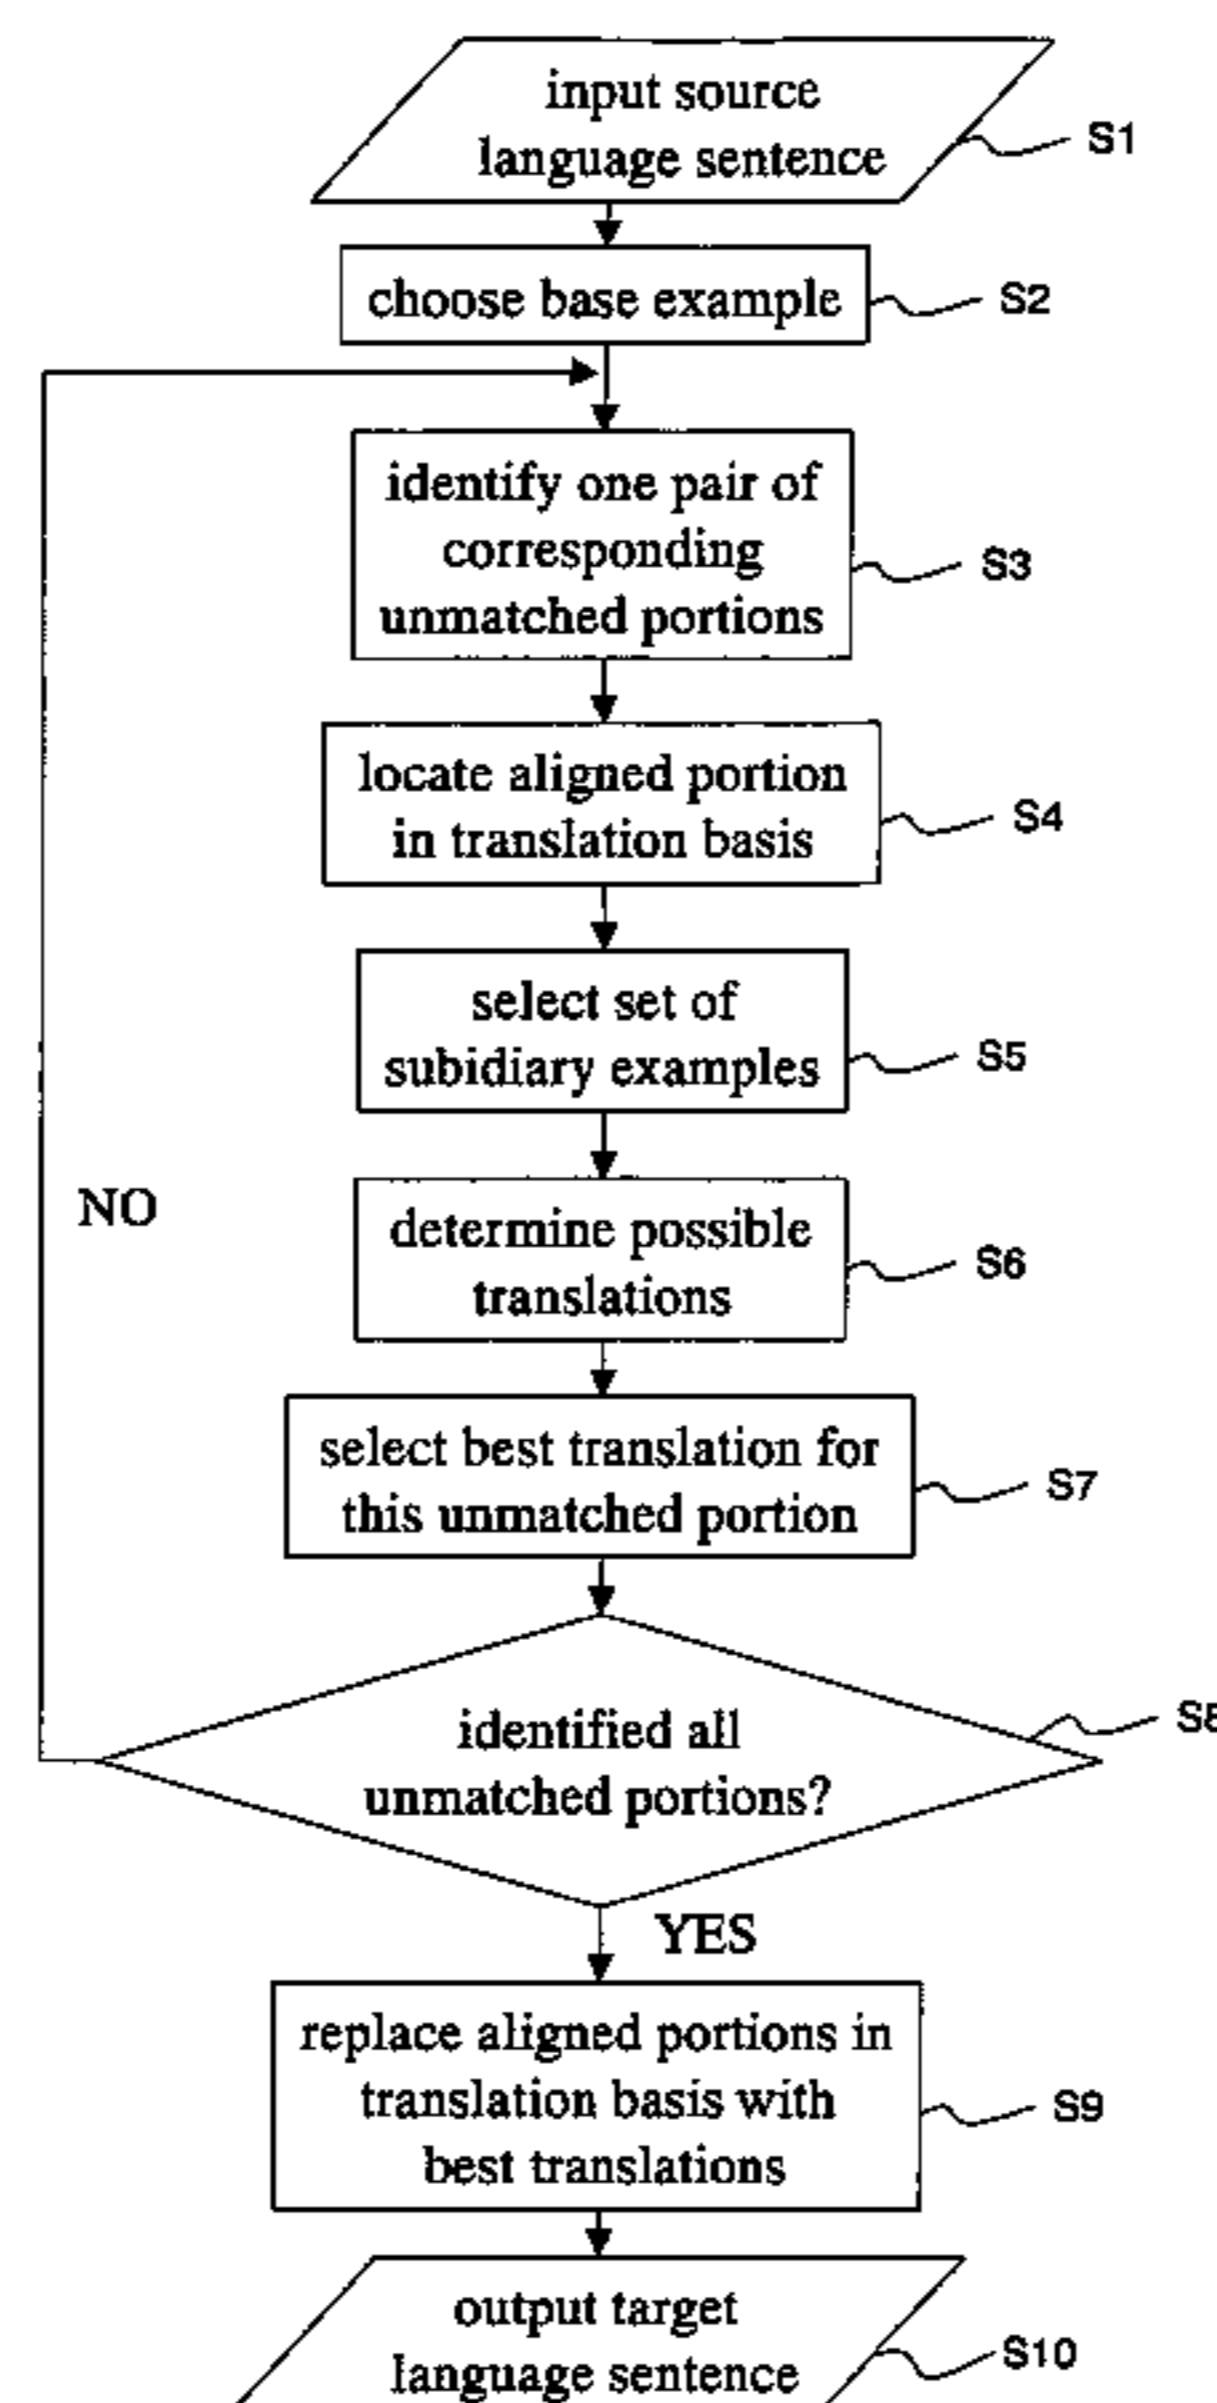 input source
language sentence
S1
choose base example
S2
identify one pair of
corresponding
unmatched portions
S3
locate aligned portion
in translation basis
S4
select set of
subidiary examples
S5
NO
determine possible
translations
S6
select best translation for
this unmatched portion
S7
identified all
unmatched portions?
S8
YES
replace aligned portions in
translation basis with
best translations
S9
output target
language sentence
S10